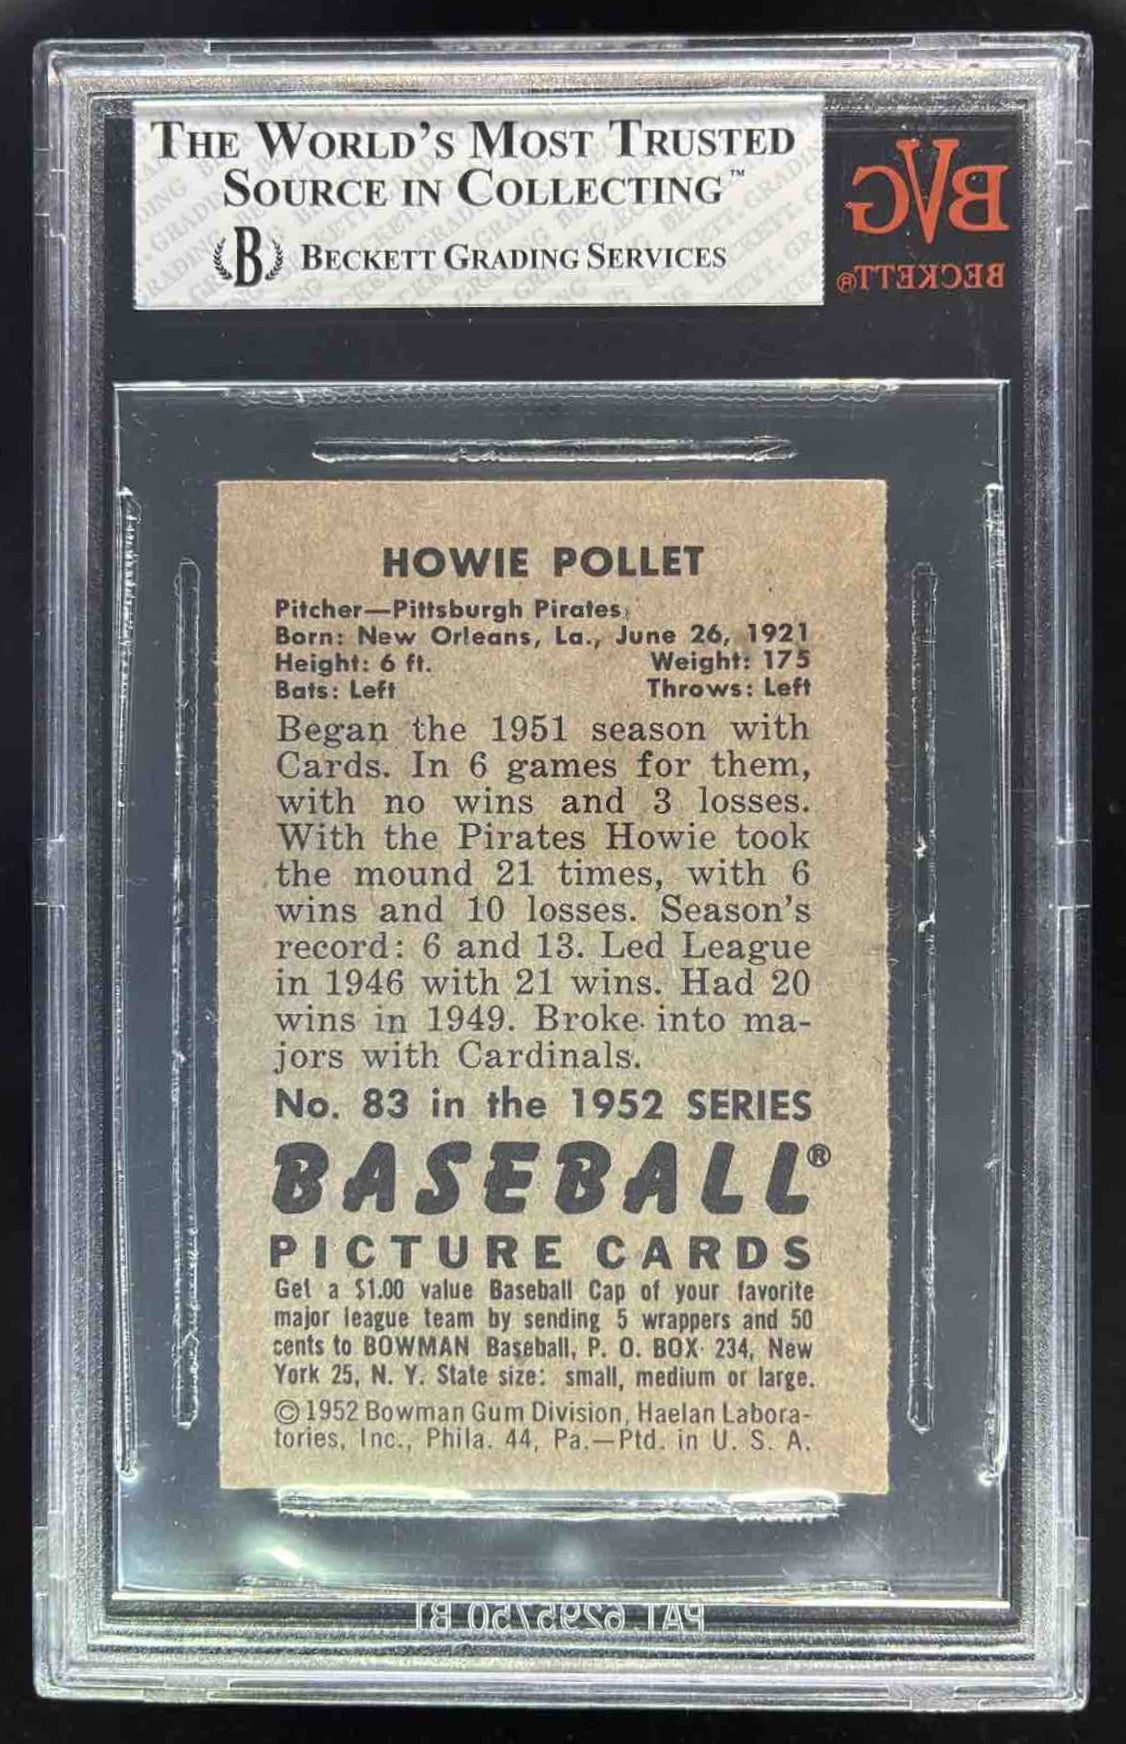 THE WORLD'S MOST TRUSTED
SOURCE IN COLLECTING™
B BECKETT GRADING SERVICES
BVG
BECKETT®
HOWIE POLLET
Pitcher—Pittsburgh Pirates
Born: New Orleans, La., June 26, 1921
Height: 6 ft. Weight: 175
Bats: Left Throws: Left
Began the 1951 season with
Cards. In 6 games for them,
with no wins and 3 losses.
With the Pirates Howie took
the mound 21 times, with 6
wins and 10 losses. Season's
record: 6 and 13. Led League
in 1946 with 21 wins. Had 20
wins in 1949. Broke into ma-
jors with Cardinals.
No. 83 in the 1952 SERIES
BASEBALL®
PICTURE CARDS
Get a $1.00 value Baseball Cap of your favorite
major league team by sending 5 wrappers and 50
cents to BOWMAN Baseball, P. O. BOX 234, New
York 25, N. Y. State size: small, medium or large.
© 1952 Bowman Gum Division, Haelan Labora-
tories, Inc., Phila. 44, Pa.—Ptd. in U. S. A.
PAT 6295750 B1